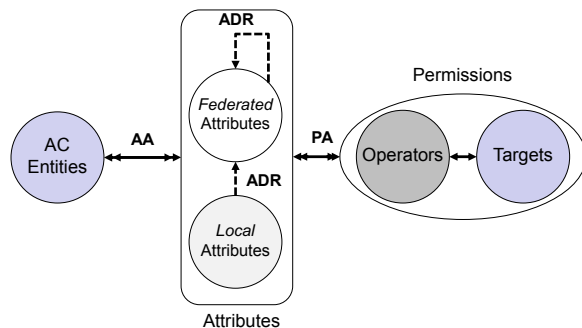 ADR
Permissions
Federated
Attributes
AC
Entities
AA
PA
Operators
Targets
ADR
Local
Attributes
Attributes